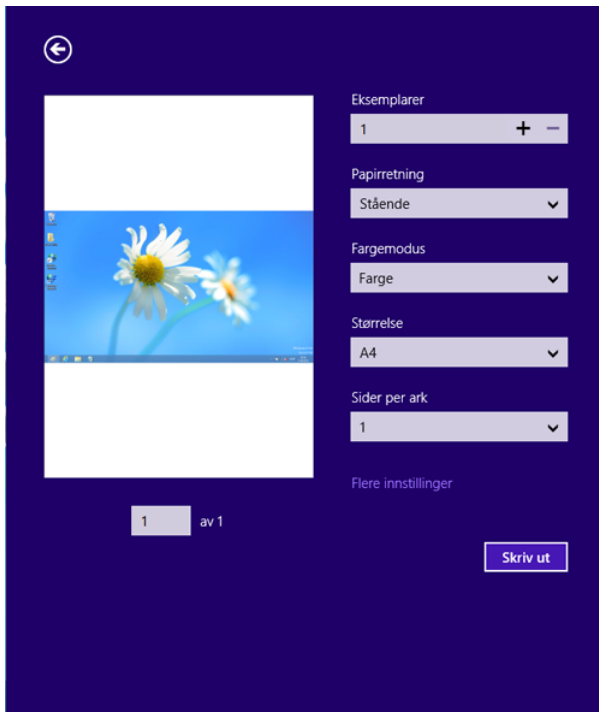 Eksemplarer
1
Papirretning
Stående
Fargemodus
Farge
Størrelse
A4
Sider per ark
1
Flere innstillinger
1 av 1
Skriv ut